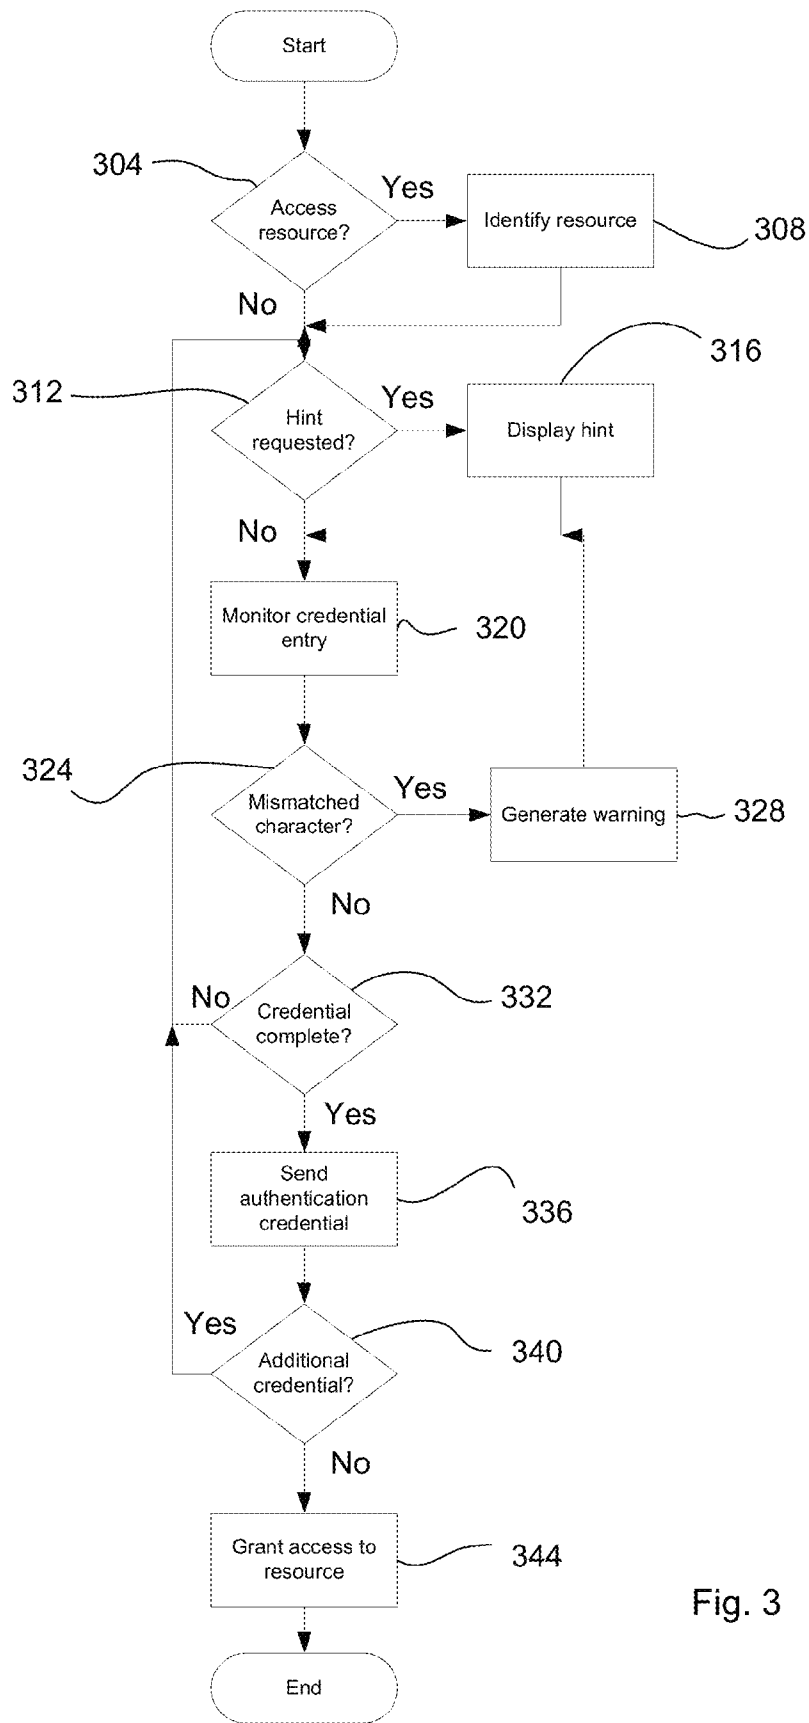 Start
304
Access
resource?
Yes
Identify resource
308
No
316
312
Hint
requested?
Yes
Display hint
No
Monitor credential
entry
320
324
Mismatched
character?
Yes
Generate warning
328
No
332
No
Credential
complete?
Yes
Send
authentication
credential
336
Yes
340
Additional
credential?
No
Grant access to
resource
344
Fig. 3
End